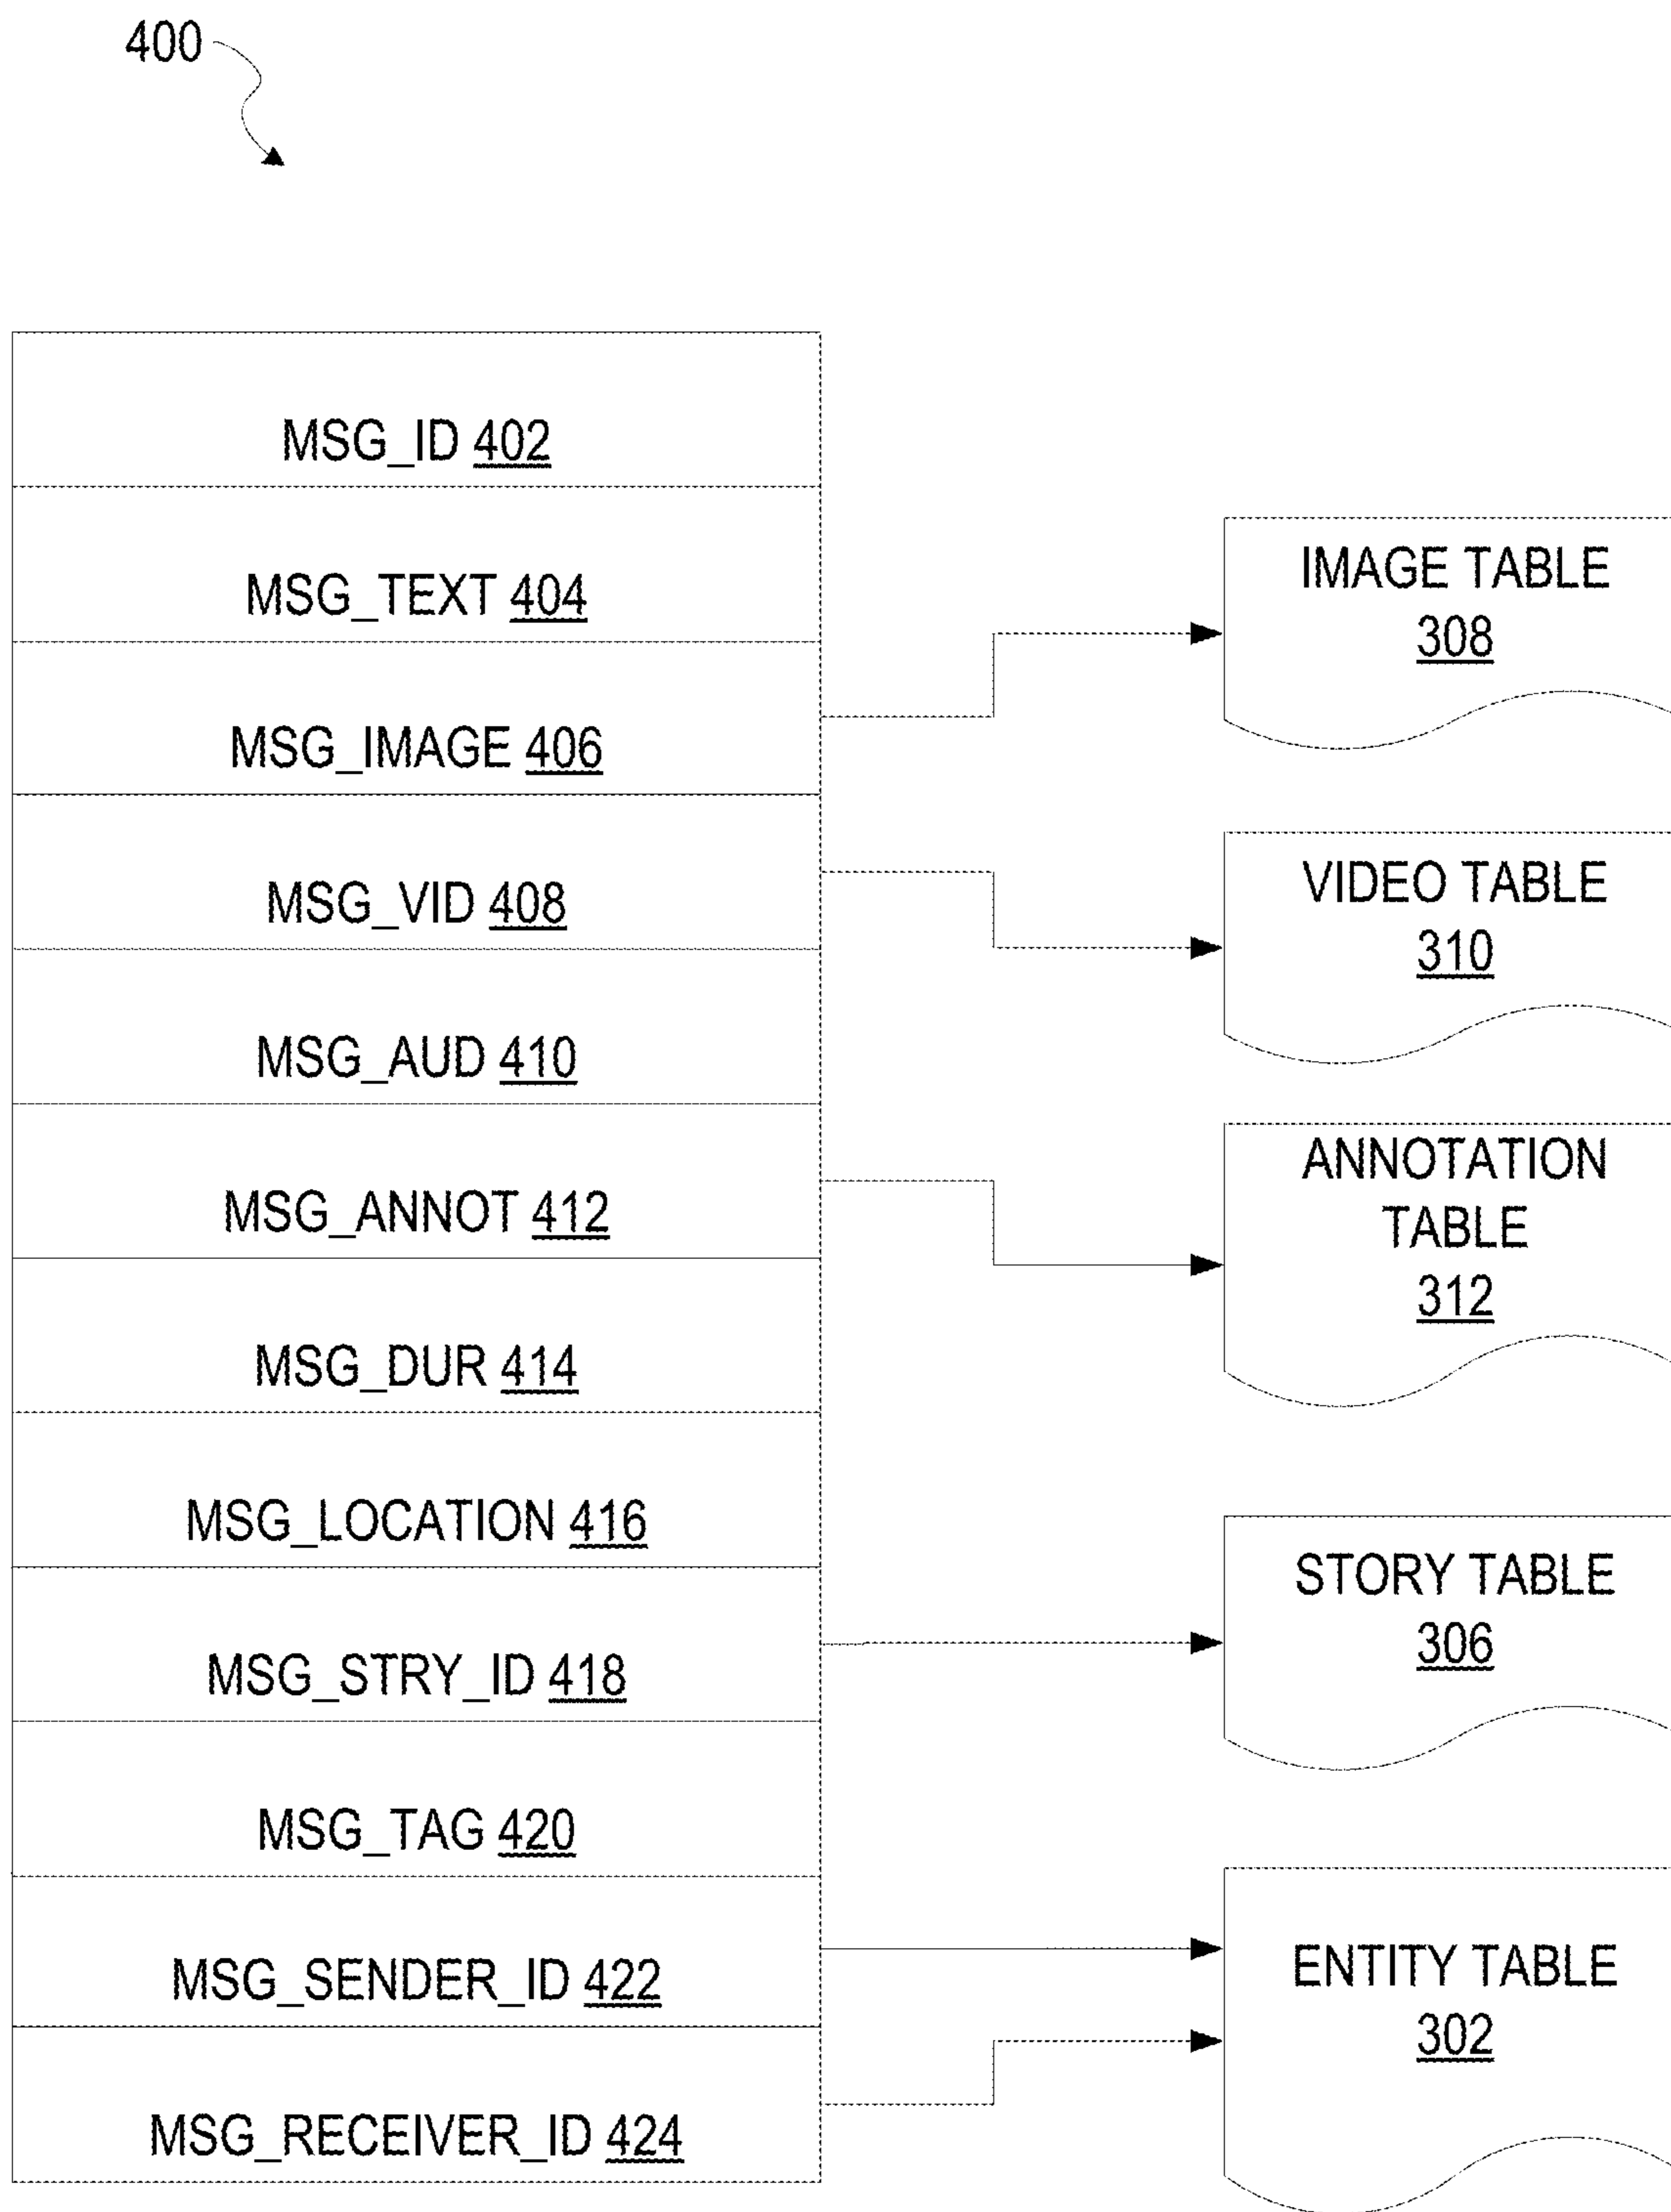 400
MSG_ID 402
MSG_TEXT 404
MSG_IMAGE 406
MSG_VID 408
MSG_AUD 410
MSG_ANNOT 412
MSG_DUR 414
MSG_LOCATION 416
MSG_STRY_ID 418
MSG_TAG 420
MSG_SENDER_ID 422
MSG_RECEIVER_ID 424
IMAGE TABLE
308
VIDEO TABLE
310
ANNOTATION
TABLE
312
STORY TABLE
306
ENTITY TABLE
302